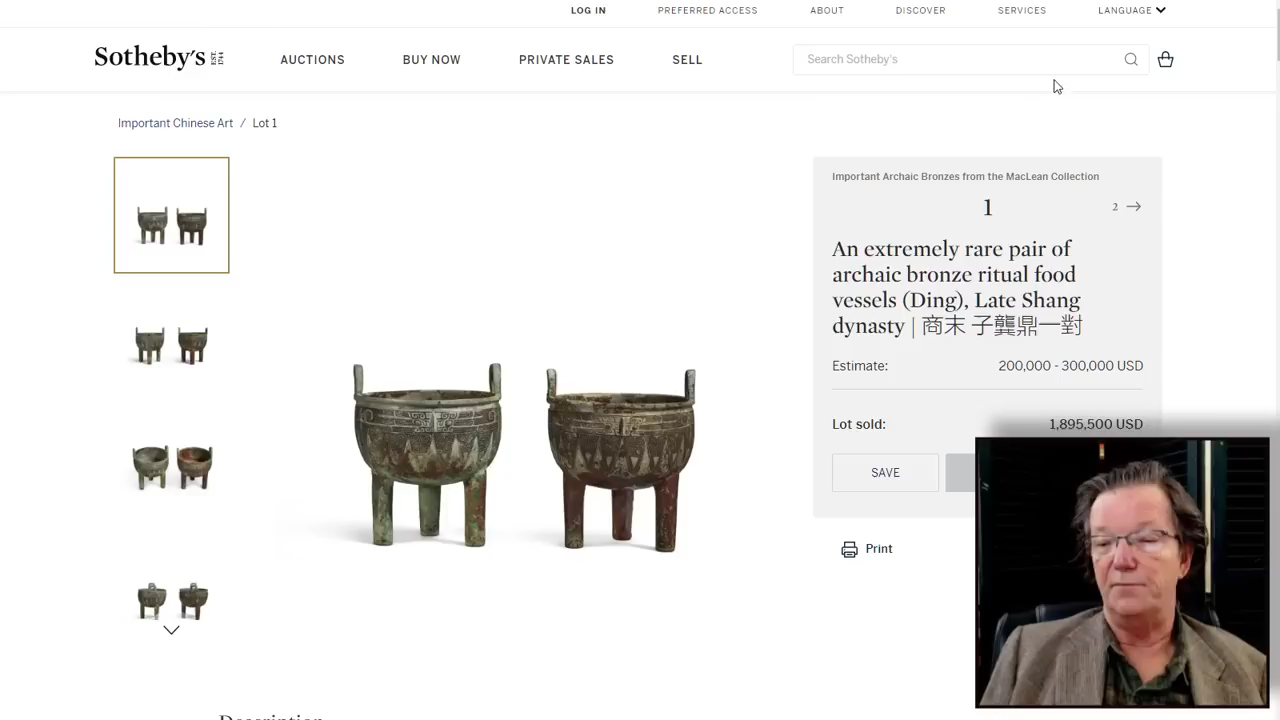 LOG IN PREFERRED ACCESS ABOUT DISCOVER SERVICES LANGUAGE
Sotheby's EST. 1744 AUCTIONS BUY NOW PRIVATE SALES SELL Search Sotheby's
Important Chinese Art / Lot 1
Important Archaic Bronzes from the MacLean Collection
1 2 →
An extremely rare pair of
archaic bronze ritual food
vessels (Ding), Late Shang
dynasty | 商末 子龔鼎一對
Estimate: 200,000 - 300,000 USD
Lot sold: 1,895,500 USD
SAVE
Print
Description